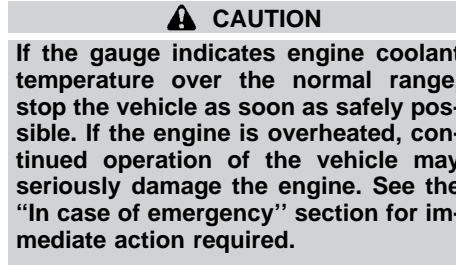 CAUTION
If the gauge indicates engine coolant
temperature over the normal range,
stop the vehicle as soon as safely pos-
sible. If the engine is overheated, con-
tinued operation of the vehicle may
seriously damage the engine. See the
‘‘In case of emergency’’ section for im-
mediate action required.